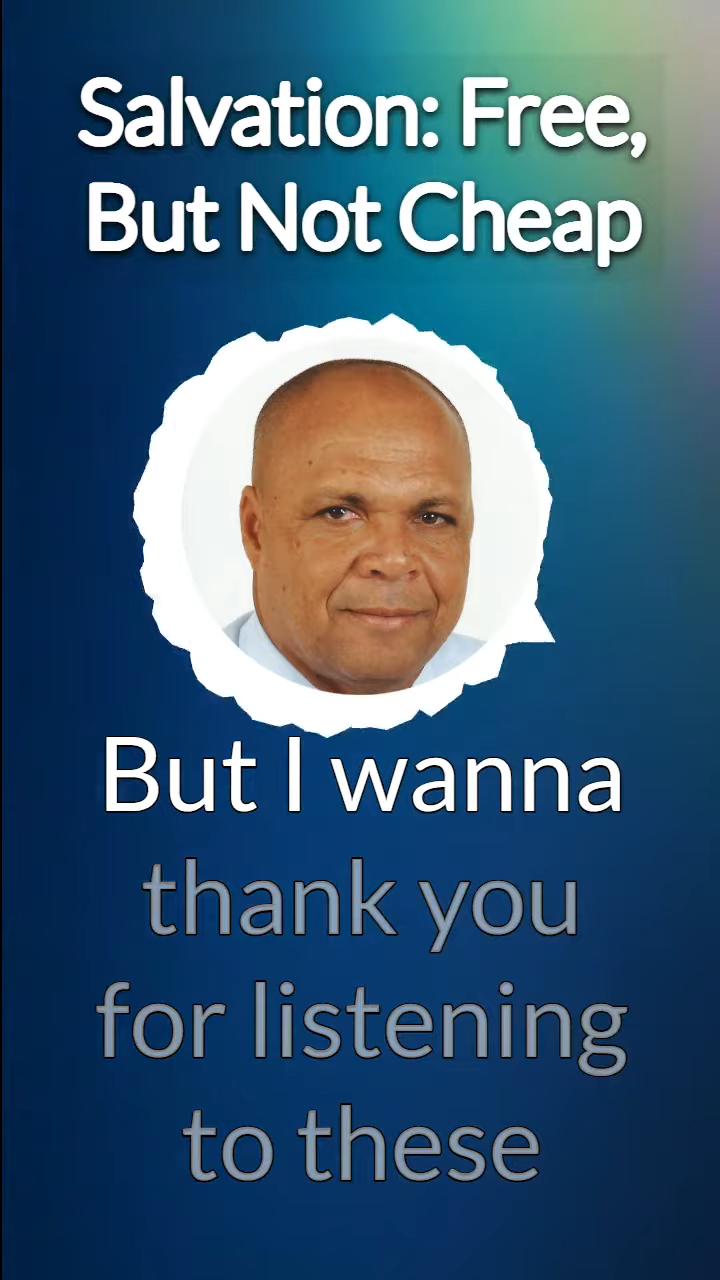 Salvation: Free,
But Not Cheap
But I wanna
thank you
for listening
to these